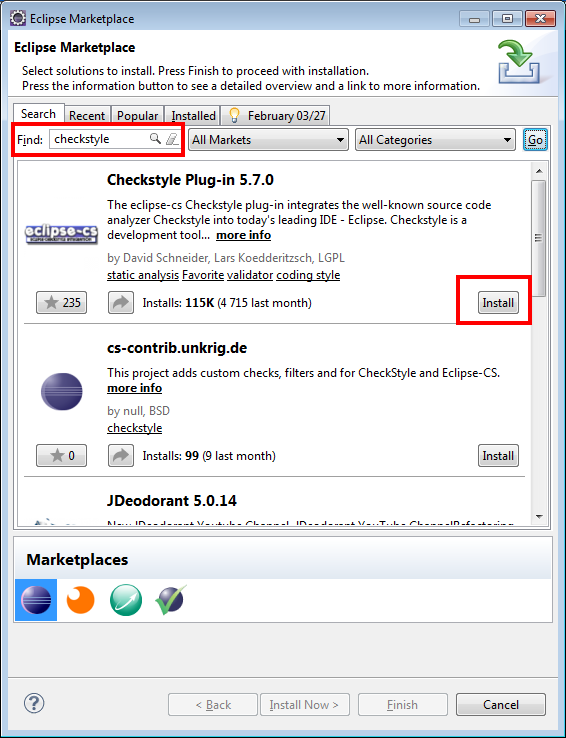 Eclipse Marketplace
Eclipse Marketplace
Select solutions to install. Press Finish to proceed with installation.
Press the information button to see a detailed overview and a link to more information.
Search Recent Popular Installed February 03/27
Find: checkstyle All Markets All Categories Go
Checkstyle Plug-in 5.7.0
The eclipse-cs Checkstyle plug-in integrates the well-known source code
analyzer Checkstyle into today's leading IDE - Eclipse. Checkstyle is a
development tool... more info
eclipse-cs
by David Schneider, Lars Koedderitzsch, LGPL
static analysis Favorite validator coding style
235 Installs: 115K (4 715 last month) Install
cs-contrib.unkrig.de
This project adds custom checks, filters and for CheckStyle and Eclipse-CS.
more info
by null, BSD
checkstyle
0 Installs: 99 (9 last month) Install
JDeodorant 5.0.14
New JDeodorant Youtube Channel, JDeodorant YouTube ChannelRefactoring
Marketplaces
? < Back Install Now > Finish Cancel